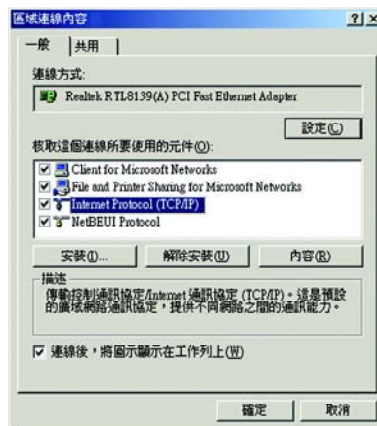 區域連線內容
一般 共用
連線方式:
Realtek RTL8139(A) PCI Fast Ethernet Adapter
設定(C)
核取這個連線所要使用的元件(O):
Client for Microsoft Networks
File and Printer Sharing for Microsoft Networks
Internet Protocol (TCP/IP)
NetBEUI Protocol
安裝(I)... 解除安裝(U) 內容(R)
描述
傳輸控制通訊協定/Internet 通訊協定 (TCP/IP)。這是預設
的廣域網路通訊協定，提供不同網路之間的通訊能力。
連線後，將圖示顯示在工作列上(W)
確定 取消